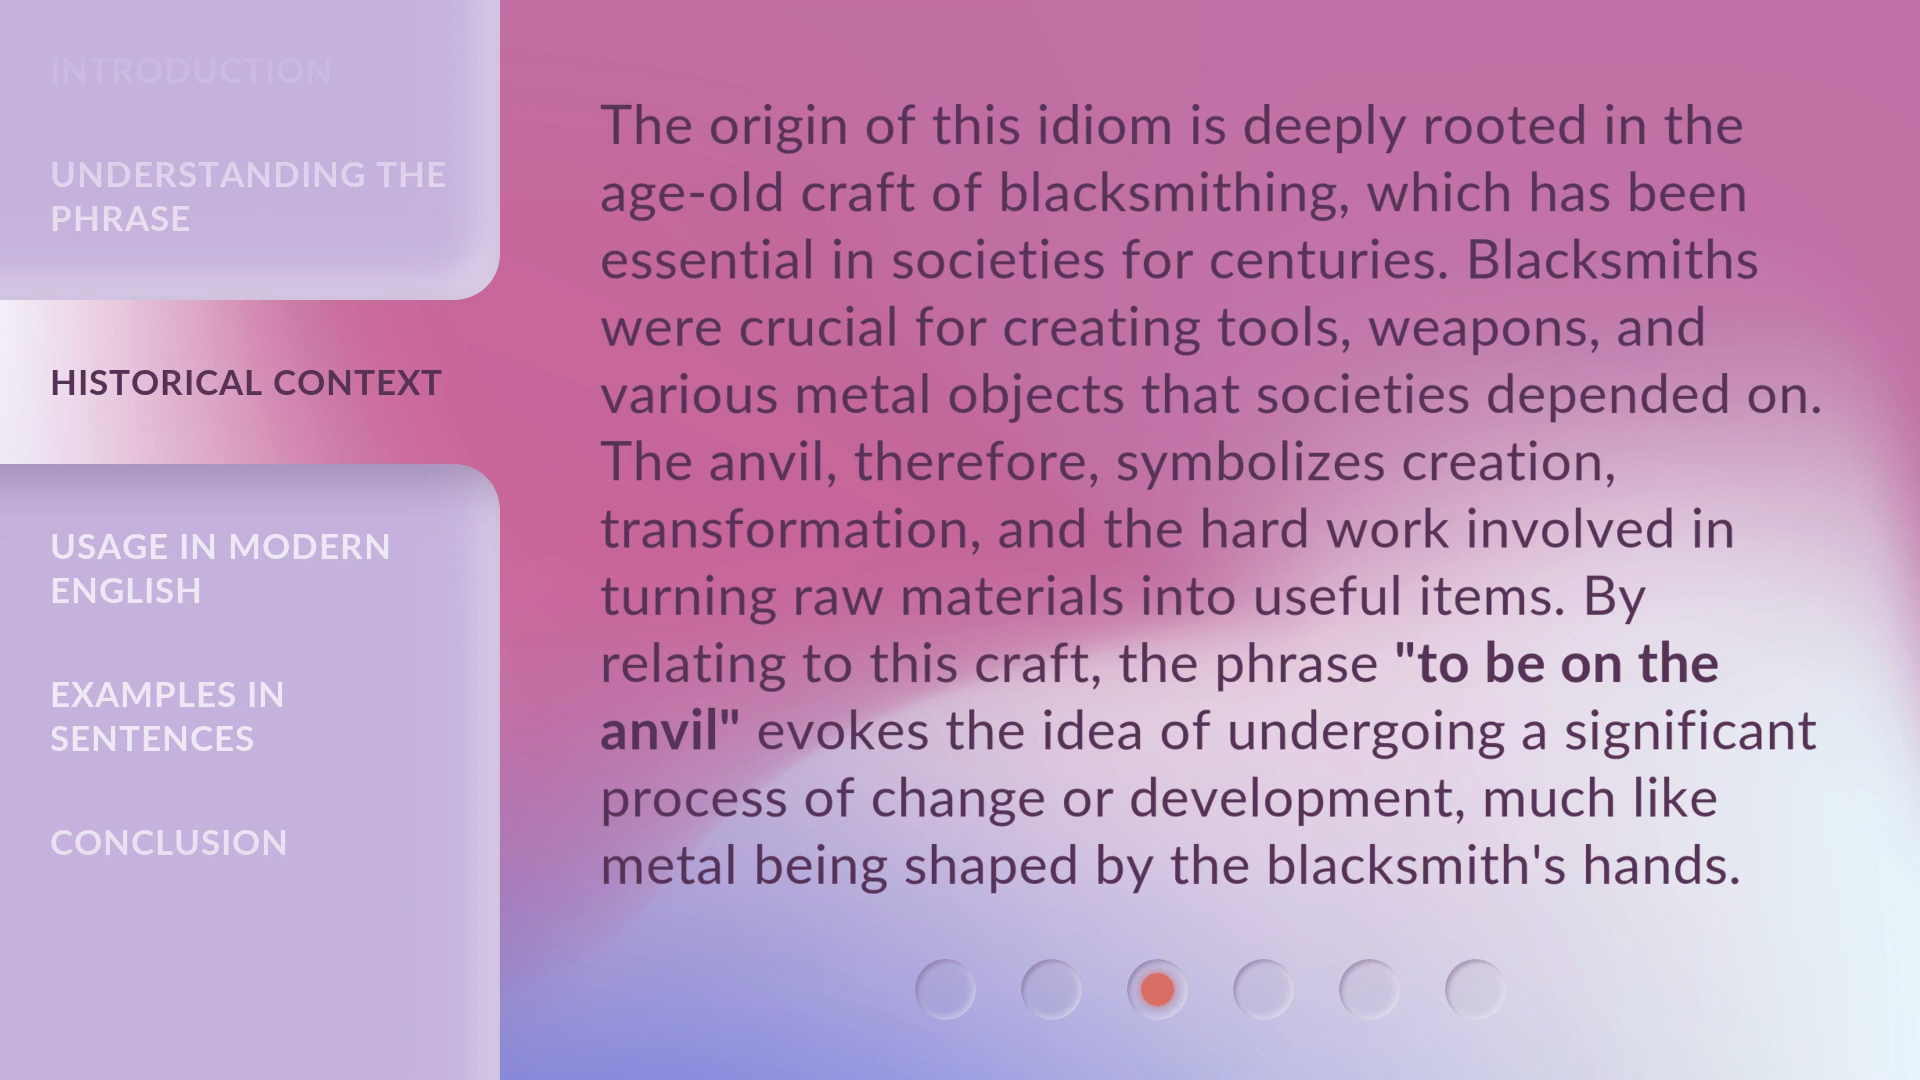 INTRODUCTION
UNDERSTANDING THE
PHRASE
HISTORICAL CONTEXT
USAGE IN MODERN
ENGLISH
EXAMPLES IN
SENTENCES
CONCLUSION
The origin of this idiom is deeply rooted in the
age-old craft of blacksmithing, which has been
essential in societies for centuries. Blacksmiths
were crucial for creating tools, weapons, and
various metal objects that societies depended on.
The anvil, therefore, symbolizes creation,
transformation, and the hard work involved in
turning raw materials into useful items. By
relating to this craft, the phrase "to be on the
anvil" evokes the idea of undergoing a significant
process of change or development, much like
metal being shaped by the blacksmith's hands.